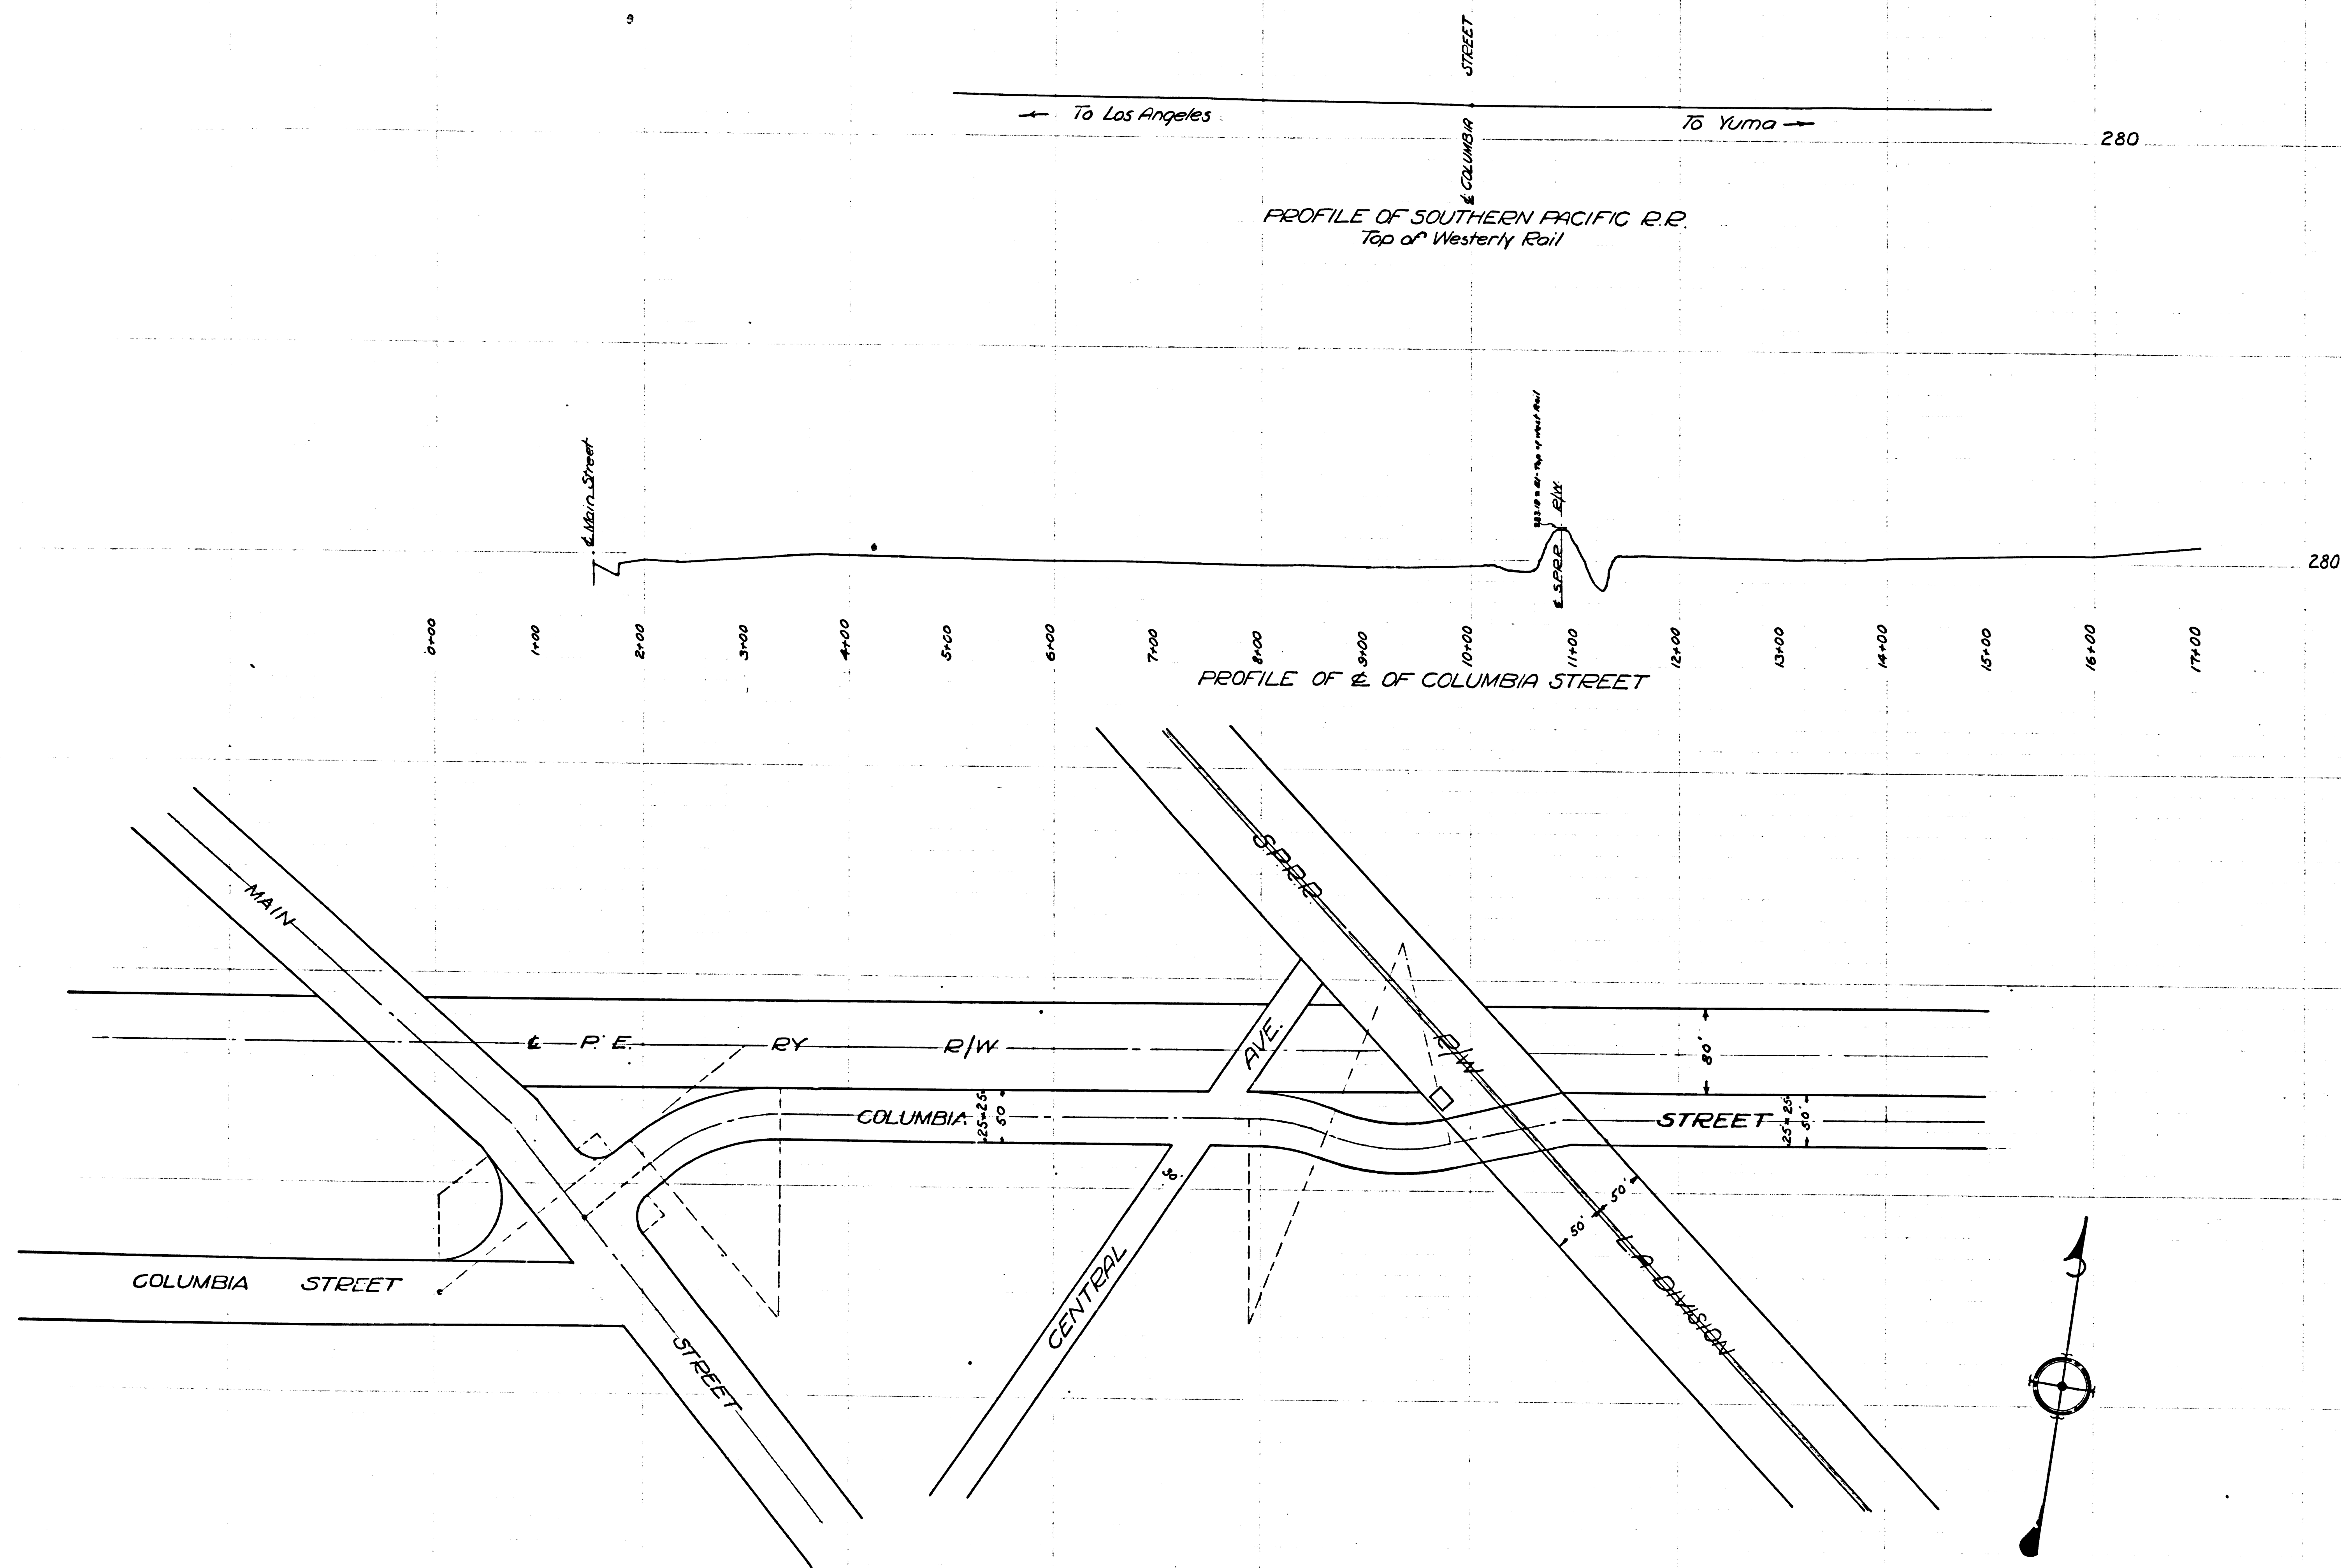 ℄ COLUMBIA STREET
← To Los Angeles
To Yuma →
280
PROFILE OF SOUTHERN PACIFIC R.R.
Top of Westerly Rail
℄ Main Street
℄ S.P.R.R. R/W.
280
0+00 1+00 2+00 3+00 4+00 5+00 6+00 7+00 8+00 9+00 10+00 11+00 12+00 13+00 14+00 15+00 16+00 17+00
PROFILE OF ℄ OF COLUMBIA STREET
S.P.R.R.
MAIN
℄ P. E. RY R/W
AVE.
R/W
80'
COLUMBIA
25' 25'
50'
STREET
25' 25'
50'
30'
50'
50'
COLUMBIA STREET
CENTRAL
L.A. DIVISION
STREET